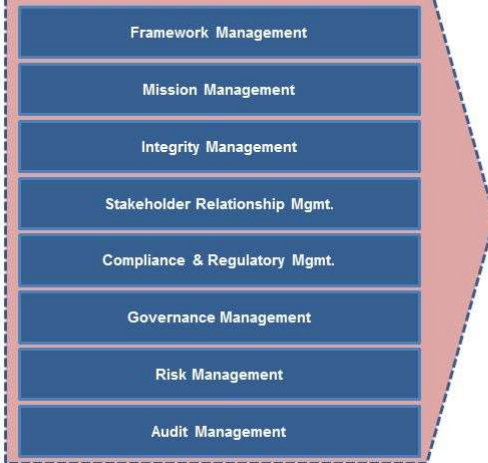 Framework Management
Mission Management
Integrity Management
Stakeholder Relationship Mgmt.
Compliance & Regulatory Mgmt.
Governance Management
Risk Management
Audit Management